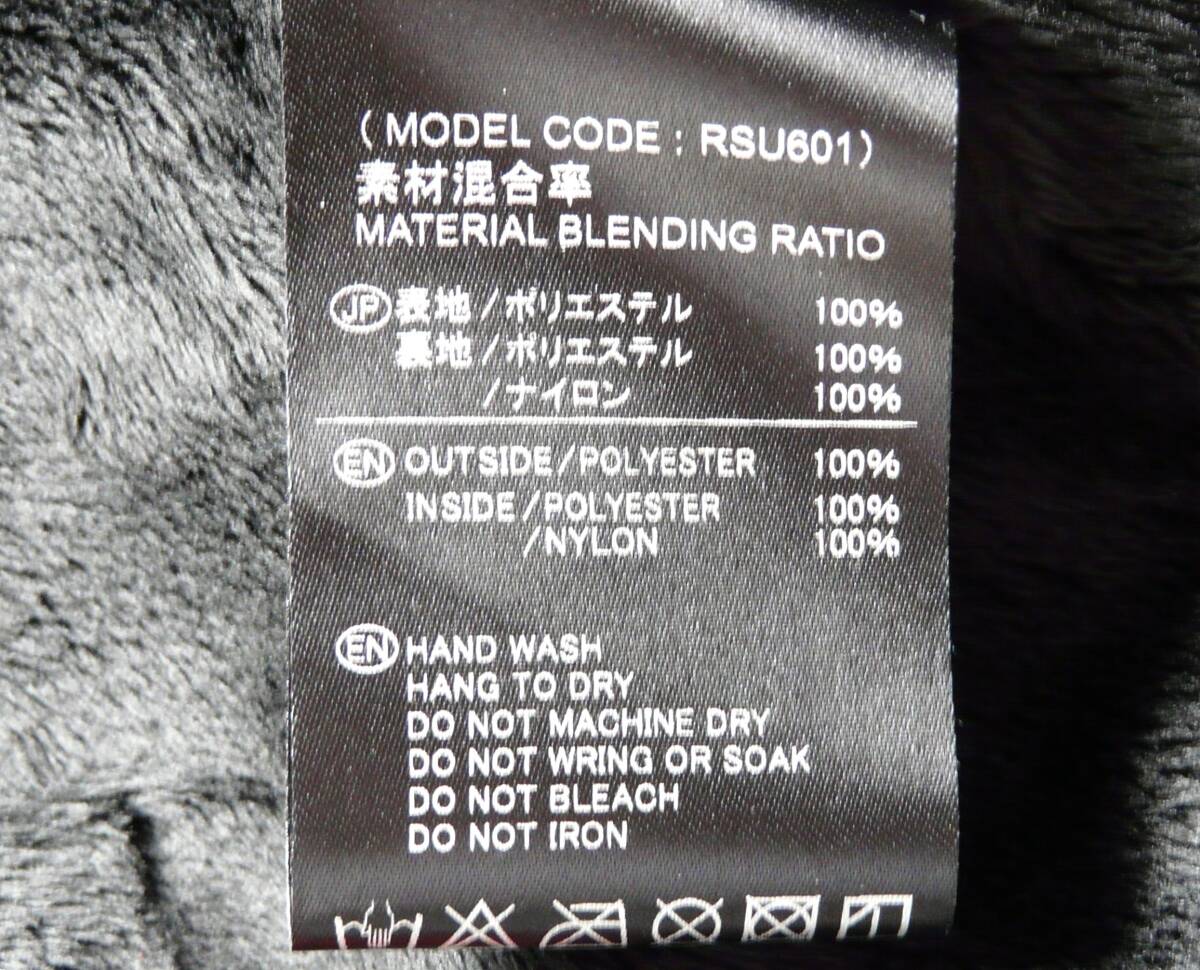 ( MODEL CODE : RSU601)
素材混合率
MATERIAL BLENDING RATIO
JP 表地/ポリエステル 100%
裏地/ポリエステル 100%
/ナイロン 100%
EN OUTSIDE/POLYESTER 100%
INSIDE/POLYESTER 100%
/NYLON 100%
EN HAND WASH
HANG TO DRY
DO NOT MACHINE DRY
DO NOT WRING OR SOAK
DO NOT BLEACH
DO NOT IRON